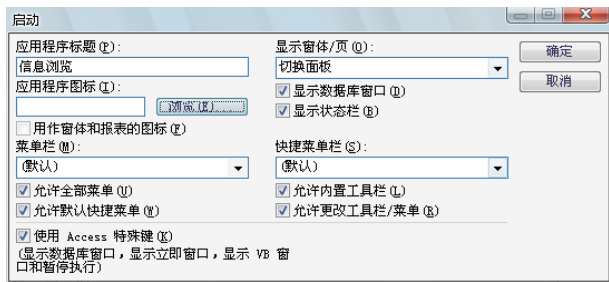 启动
应用程序标题(P):
信息浏览
显示窗体/页(O):
切换面板
确定
取消
应用程序图标(I):
浏览(E)...
显示数据库窗口(D)
显示状态栏(B)
用作窗体和报表的图标(F)
菜单栏(M):
(默认)
快捷菜单栏(S):
(默认)
允许全部菜单(U)
允许默认快捷菜单(W)
允许内置工具栏(L)
允许更改工具栏/菜单(R)
使用 Access 特殊键(K)
(显示数据库窗口，显示立即窗口，显示 VB 窗
口和暂停执行)